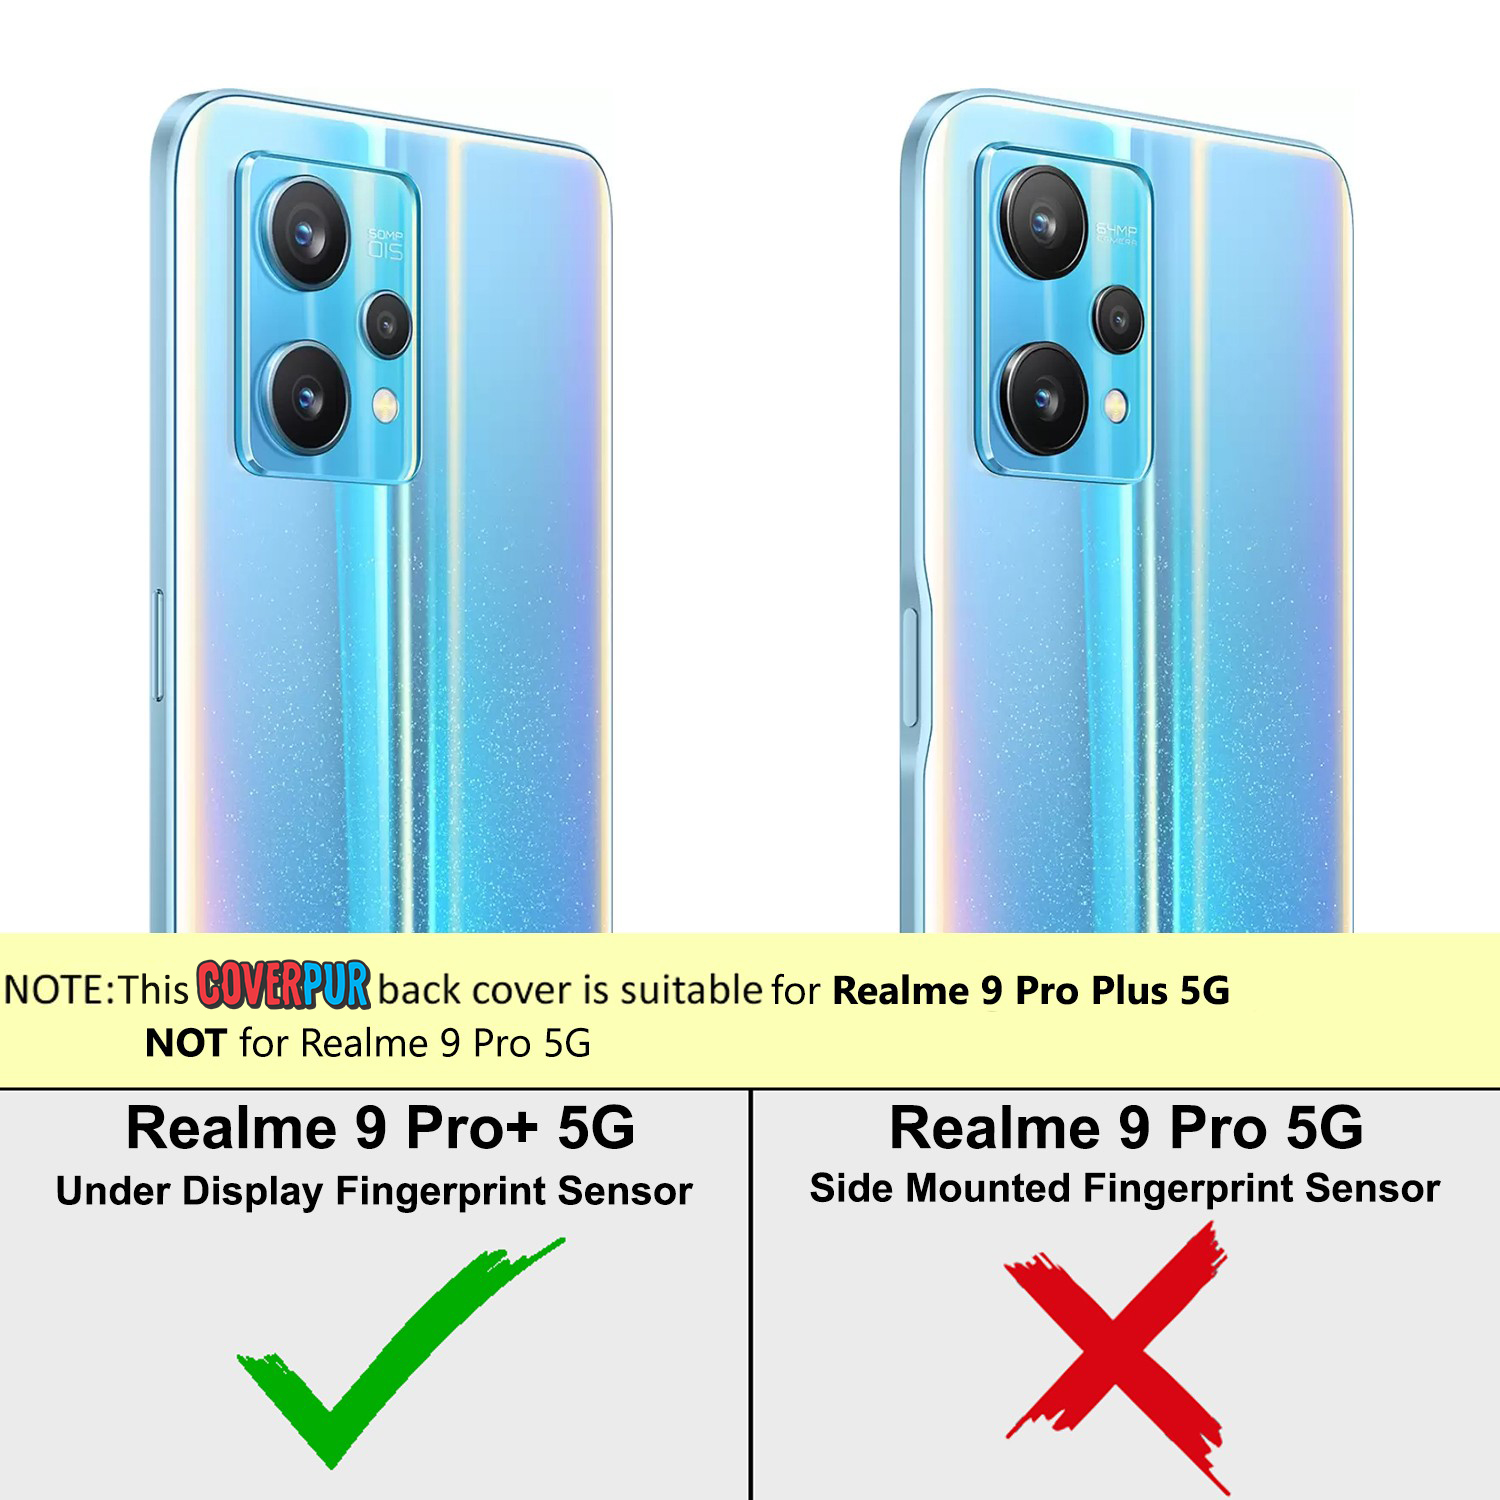 50MP
OIS
64MP
CAMERA
NOTE:This COVERPUR back cover is suitable for Realme 9 Pro Plus 5G
NOT for Realme 9 Pro 5G
Realme 9 Pro+ 5G
Under Display Fingerprint Sensor
Realme 9 Pro 5G
Side Mounted Fingerprint Sensor